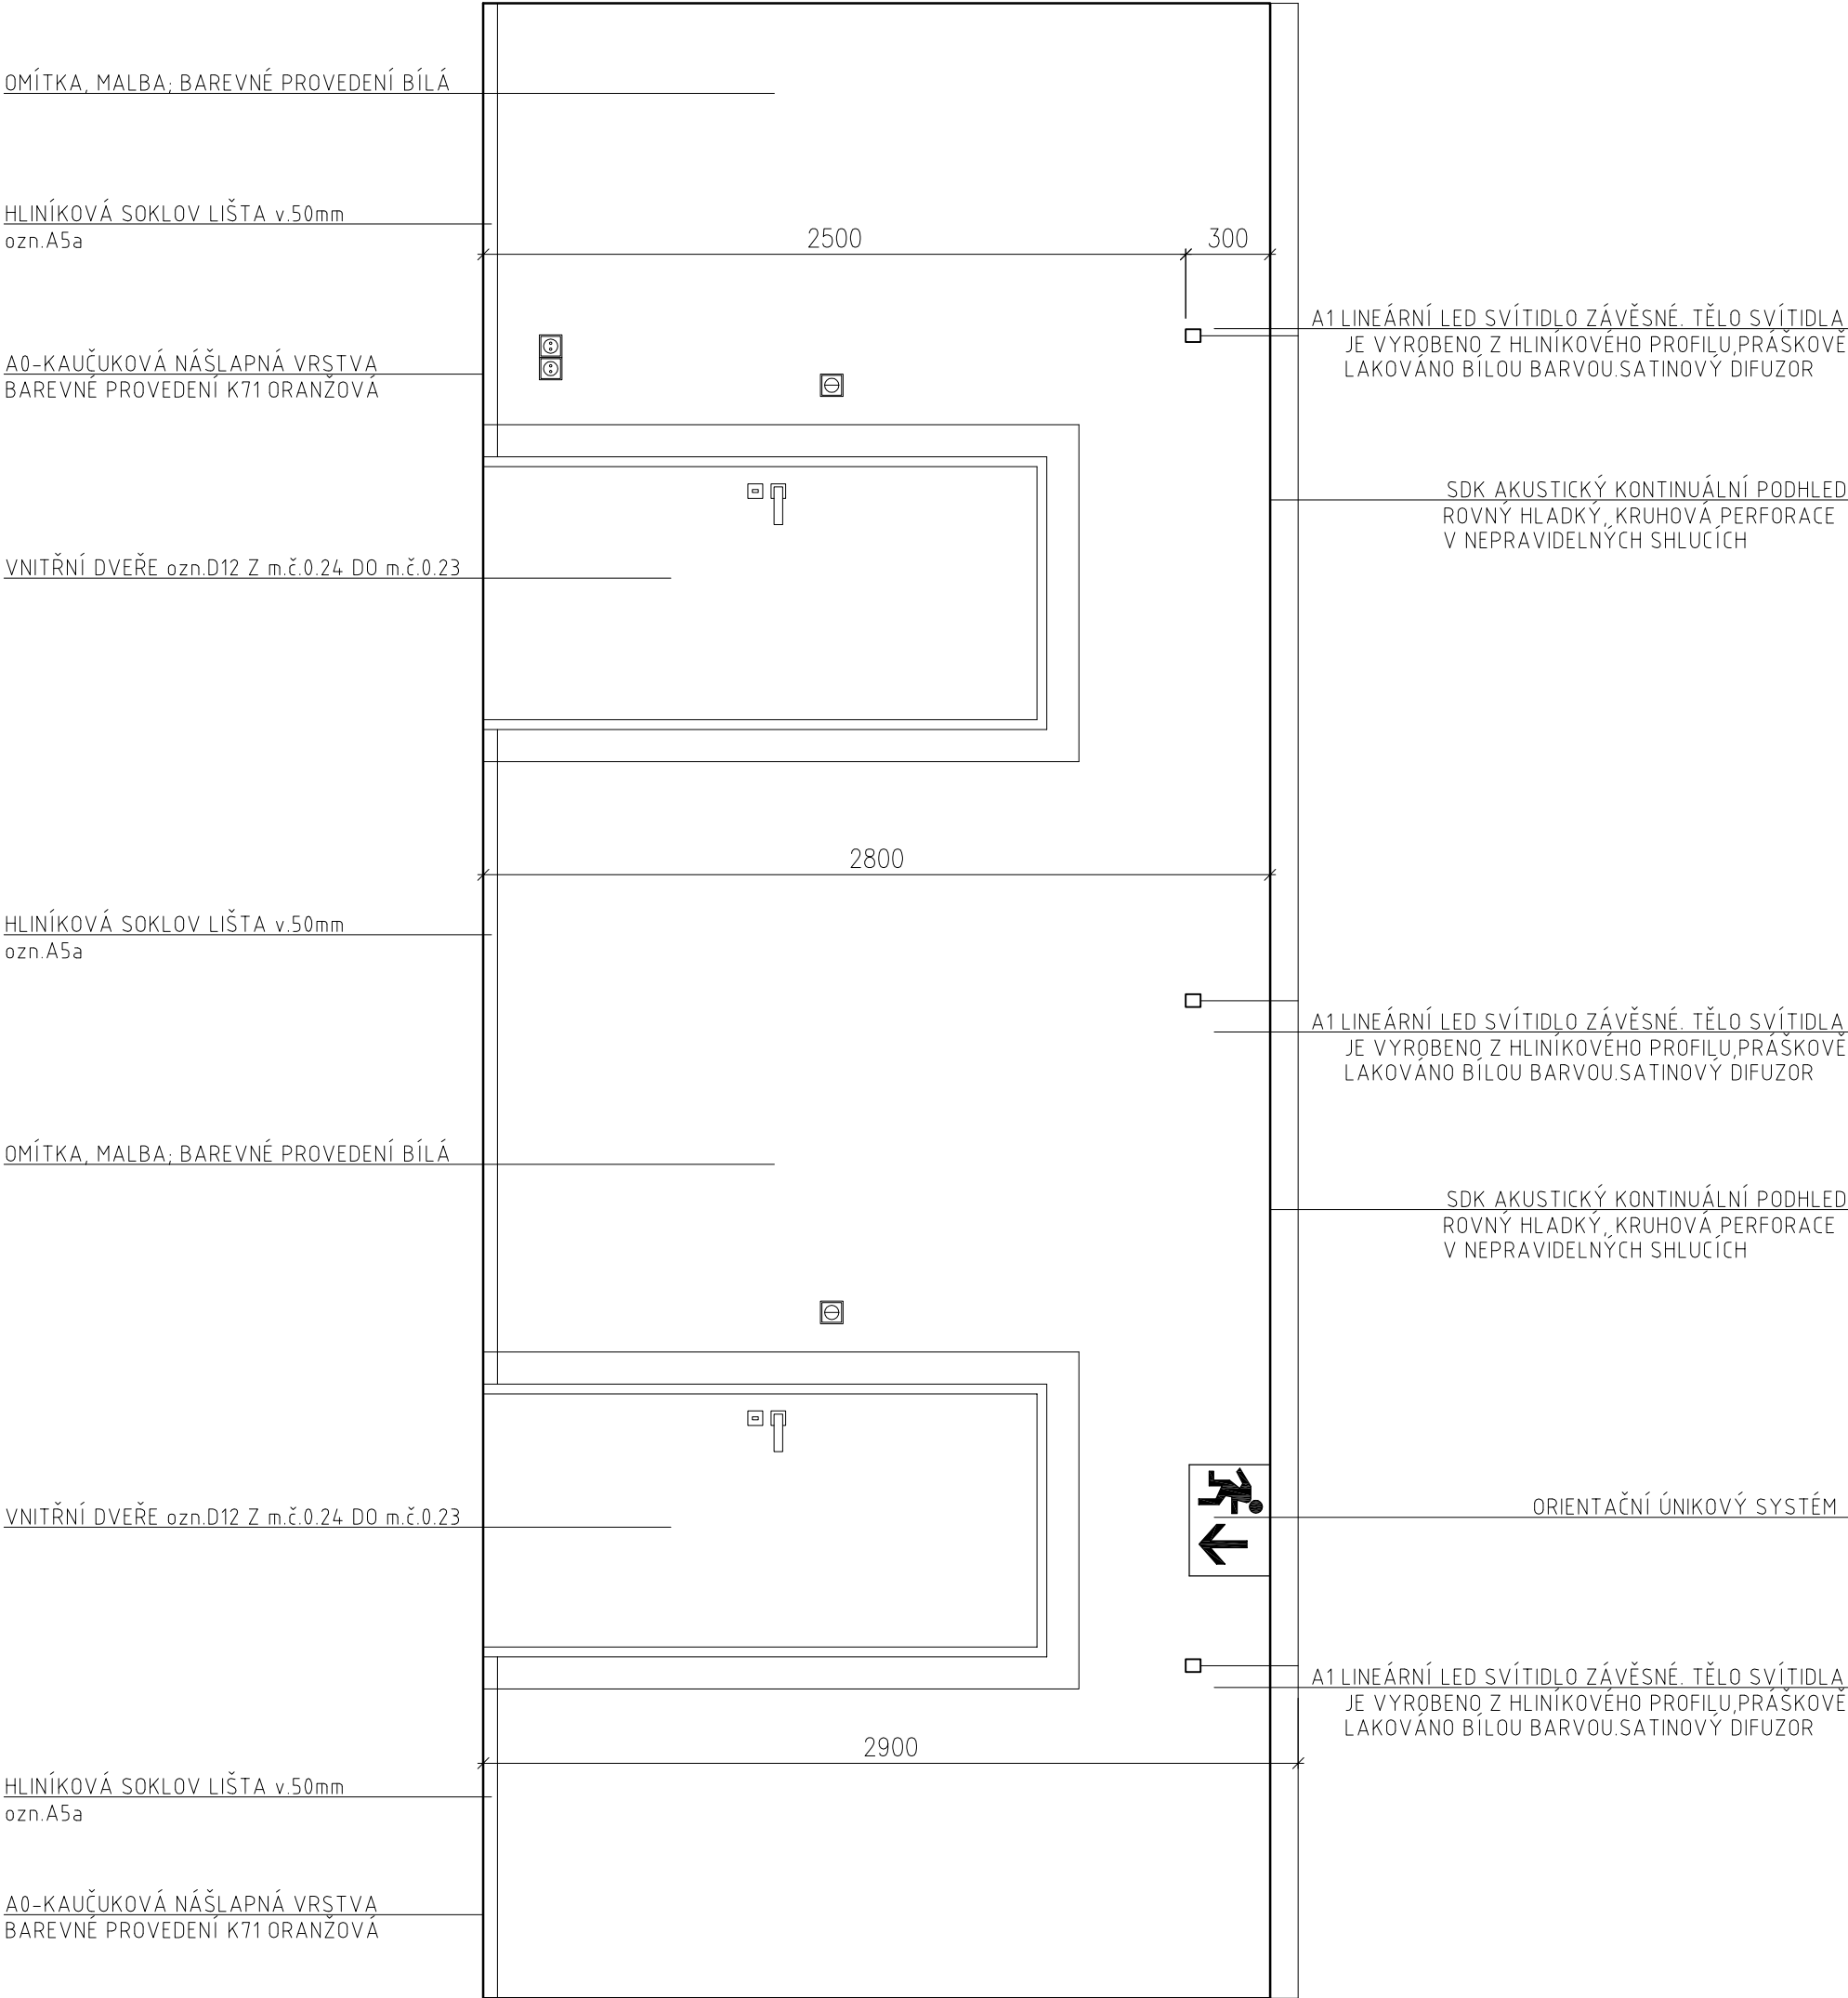 OMÍTKA, MALBA; BAREVNÉ PROVEDENÍ BÍLÁ
HLINÍKOVÁ SOKLOV LIŠTA v.50mm
ozn.A5a
2500
300
A1 LINEÁRNÍ LED SVÍTIDLO ZÁVĚSNÉ. TĚLO SVÍTIDLA
JE VYROBENO Z HLINÍKOVÉHO PROFILU,PRÁŠKOVĚ
LAKOVÁNO BÍLOU BARVOU.SATINOVÝ DIFUZOR
A0-KAUČUKOVÁ NÁŠLAPNÁ VRSTVA
BAREVNÉ PROVEDENÍ K71 ORANŽOVÁ
SDK AKUSTICKÝ KONTINUÁLNÍ PODHLED
ROVNÝ HLADKÝ, KRUHOVÁ PERFORACE
V NEPRAVIDELNÝCH SHLUCÍCH
VNITŘNÍ DVEŘE ozn.D12 Z m.č.0.24 DO m.č.0.23
2800
HLINÍKOVÁ SOKLOV LIŠTA v.50mm
ozn.A5a
A1 LINEÁRNÍ LED SVÍTIDLO ZÁVĚSNÉ. TĚLO SVÍTIDLA
JE VYROBENO Z HLINÍKOVÉHO PROFILU,PRÁŠKOVĚ
LAKOVÁNO BÍLOU BARVOU.SATINOVÝ DIFUZOR
OMÍTKA, MALBA; BAREVNÉ PROVEDENÍ BÍLÁ
SDK AKUSTICKÝ KONTINUÁLNÍ PODHLED
ROVNÝ HLADKÝ, KRUHOVÁ PERFORACE
V NEPRAVIDELNÝCH SHLUCÍCH
VNITŘNÍ DVEŘE ozn.D12 Z m.č.0.24 DO m.č.0.23
ORIENTAČNÍ ÚNIKOVÝ SYSTÉM
A1 LINEÁRNÍ LED SVÍTIDLO ZÁVĚSNÉ. TĚLO SVÍTIDLA
JE VYROBENO Z HLINÍKOVÉHO PROFILU,PRÁŠKOVĚ
LAKOVÁNO BÍLOU BARVOU.SATINOVÝ DIFUZOR
2900
HLINÍKOVÁ SOKLOV LIŠTA v.50mm
ozn.A5a
A0-KAUČUKOVÁ NÁŠLAPNÁ VRSTVA
BAREVNÉ PROVEDENÍ K71 ORANŽOVÁ